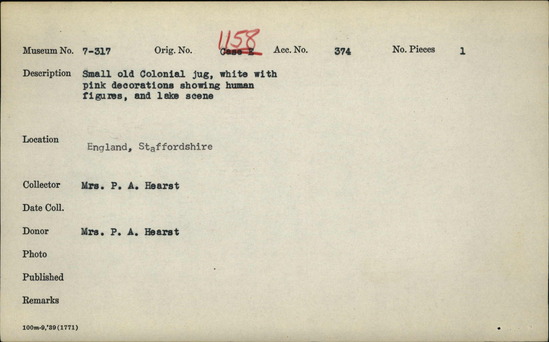 1158
Museum No. 7-317 Orig. No. Case E Acc. No. 374 No. Pieces 1
Description Small old Colonial jug, white with
pink decorations showing human
figures, and lake scene
Location England, Staffordshire
Collector Mrs. P. A. Hearst
Date Coll.
Donor Mrs. P. A. Hearst
Photo
Published
Remarks
100m-9,'39(1771)